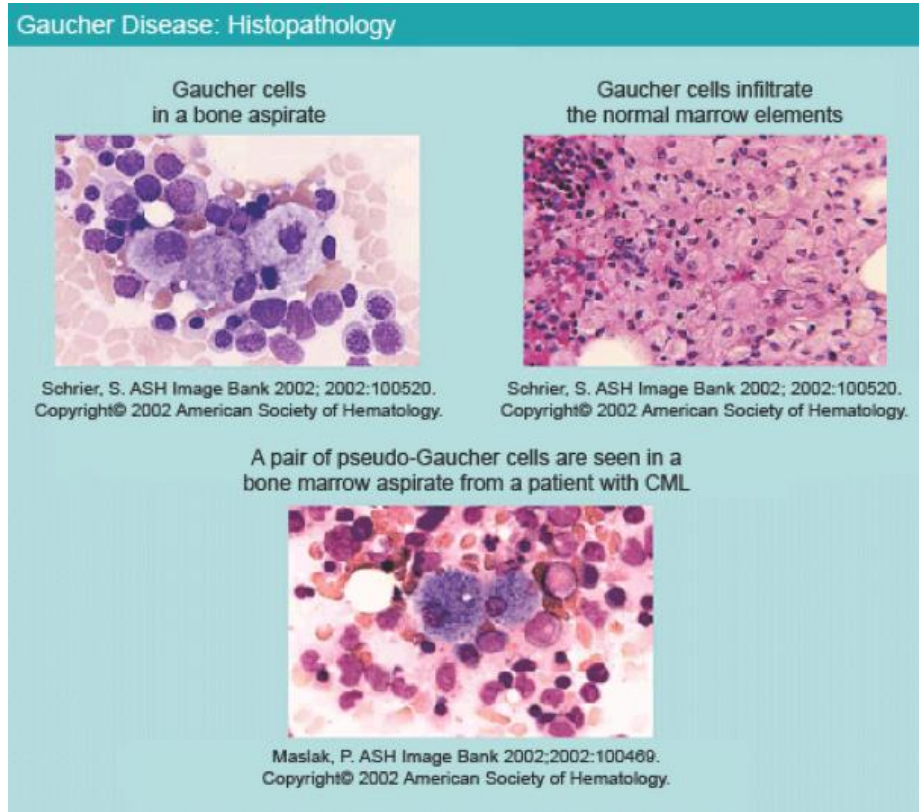 Gaucher Disease: Histopathology
Gaucher cells
in a bone aspirate
Schrier, S. ASH Image Bank 2002; 2002:100520.
Copyright© 2002 American Society of Hematology.
Gaucher cells infiltrate
the normal marrow elements
Schrier, S. ASH Image Bank 2002; 2002:100520.
Copyright© 2002 American Society of Hematology.
A pair of pseudo-Gaucher cells are seen in a
bone marrow aspirate from a patient with CML
Maslak, P. ASH Image Bank 2002;2002:100469.
Copyright© 2002 American Society of Hematology.